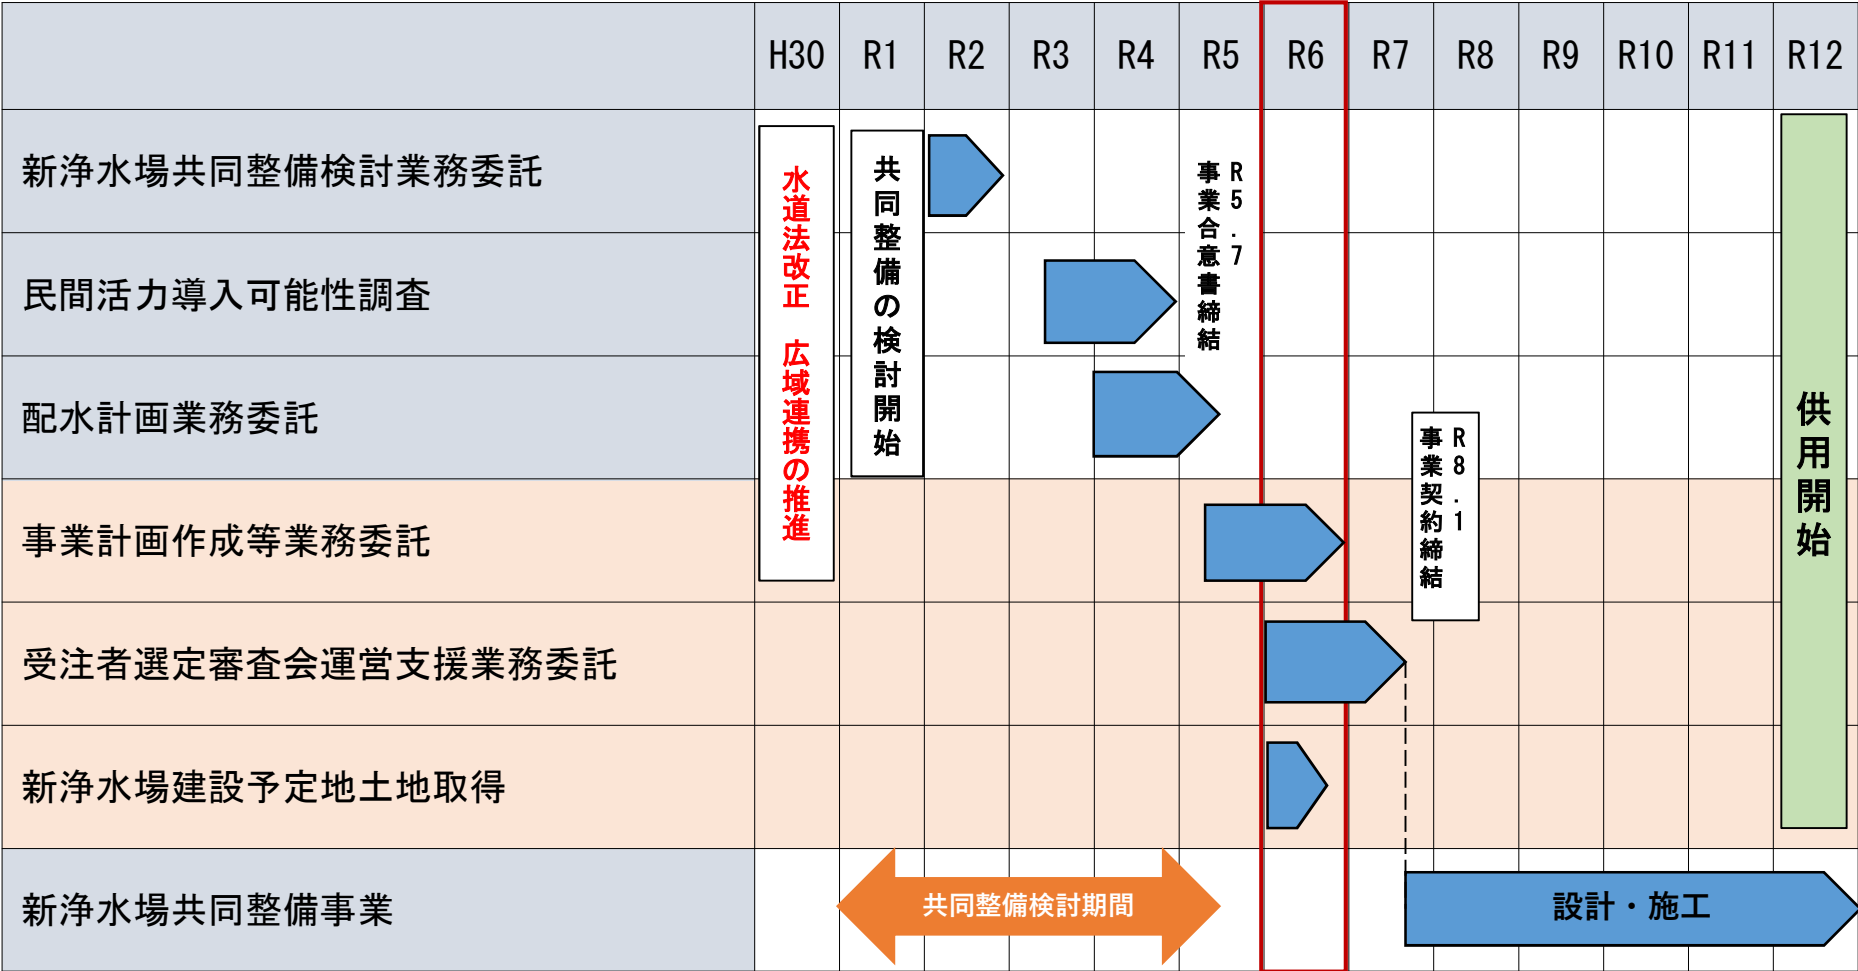 H30 R1 R2 R3 R4 R5 R6 R7 R8 R9 R10 R11 R12
新浄水場共同整備検討業務委託
民間活力導入可能性調査
配水計画業務委託
事業計画作成等業務委託
受注者選定審査会運営支援業務委託
新浄水場建設予定地土地取得
新浄水場共同整備事業
水道法改正　広域連携の推進
共同整備の検討開始
R5.7
事業合意書締結
R8.1
事業契約締結
供用開始
共同整備検討期間
設計・施工